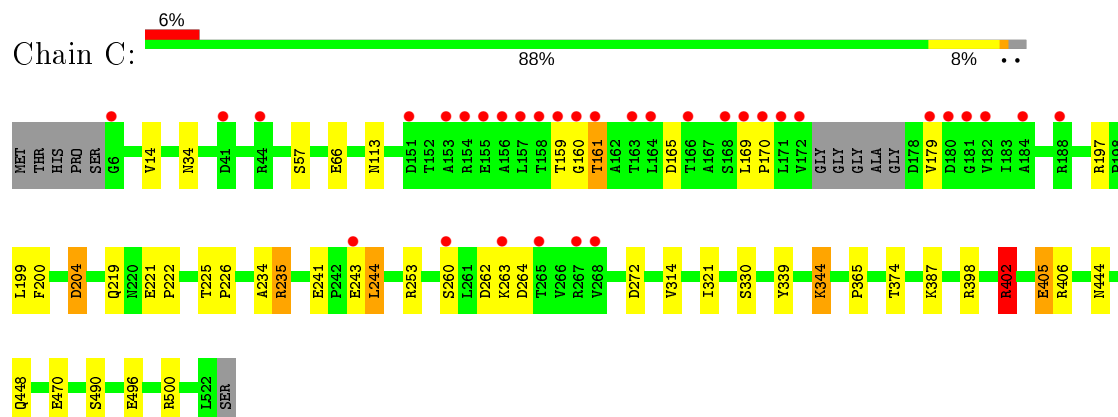 6%
Chain C:
88%
8%
MET THR HIS PRO SER G6 V14 N34 D41 R44 S57 E66 N113 D151 T152 A153 R154 E155 A156 L157 T158 T159 G160 T161 A162 T163 L164 D165 T166 A167 S168 L169 P170 L171 V172 GLY GLY GLY ALA GLY D178 V179 D180 G181 V182 I183 A184 R188 R197
L199 F200 D204 Q219 N220 E221 P222 T225 P226 A234 R235 E241 P242 E243 L244 R253 S260 L261 D262 K263 D264 T265 V266 R267 V268 D272 V314 I321 S330 Y339 K344 P365 T374 K387 R398 R402 E405 R406 N444
Q448 E470 S490 E496 R500 L522 SER